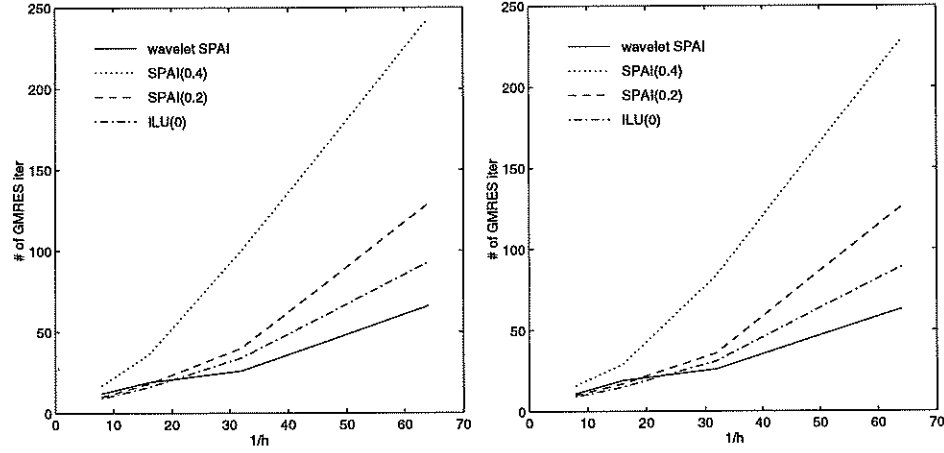 250
200
150
100
50
0
# of GMRES iter
wavelet SPAI
SPAI(0.4)
SPAI(0.2)
ILU(0)
0 10 20 30 40 50 60 70
1/h
250
200
150
100
50
0
# of GMRES iter
wavelet SPAI
SPAI(0.4)
SPAI(0.2)
ILU(0)
0 10 20 30 40 50 60 70
1/h